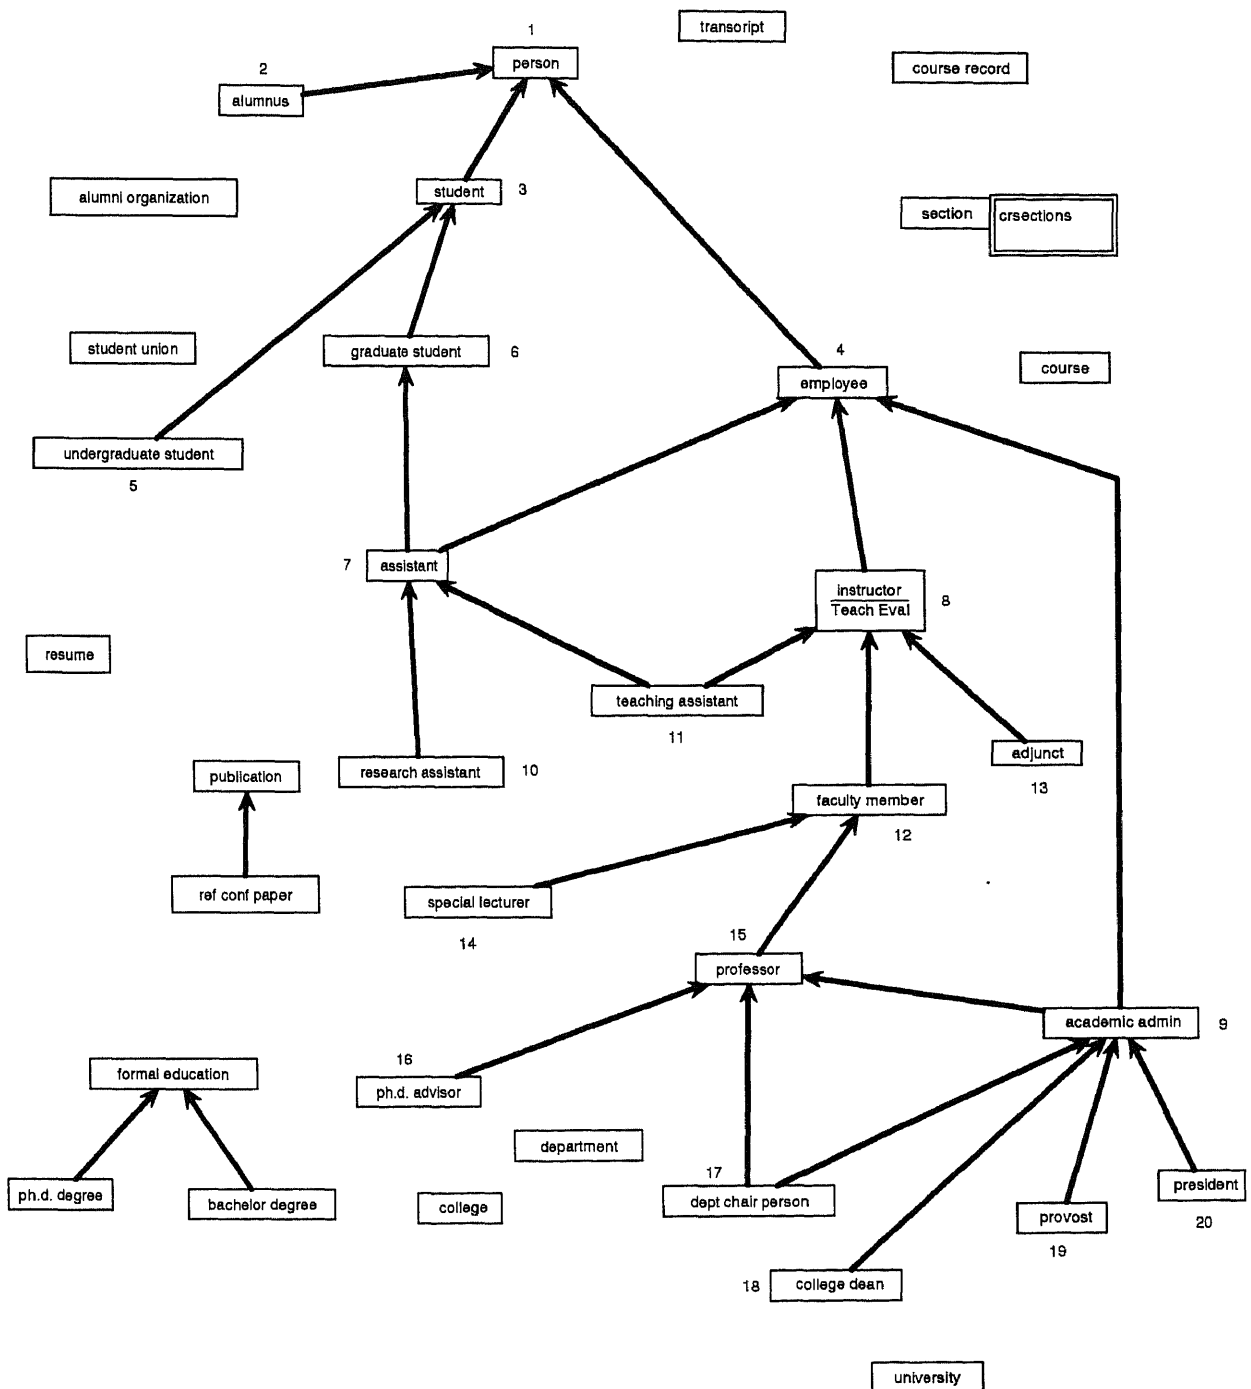 transcript
1
person
course record
2
alumnus
alumni organization
student
3
section
crsections
student union
graduate student
6
4
employee
course
undergraduate student
5
7
assistant
instructor
Teach Eval
8
resume
teaching assistant
11
adjunct
13
publication
research assistant
10
faculty member
12
ref conf paper
special lecturer
14
15
professor
academic admin
9
16
ph.d. advisor
formal education
department
17
dept chair person
president
20
ph.d. degree
bachelor degree
college
provost
19
18
college dean
university